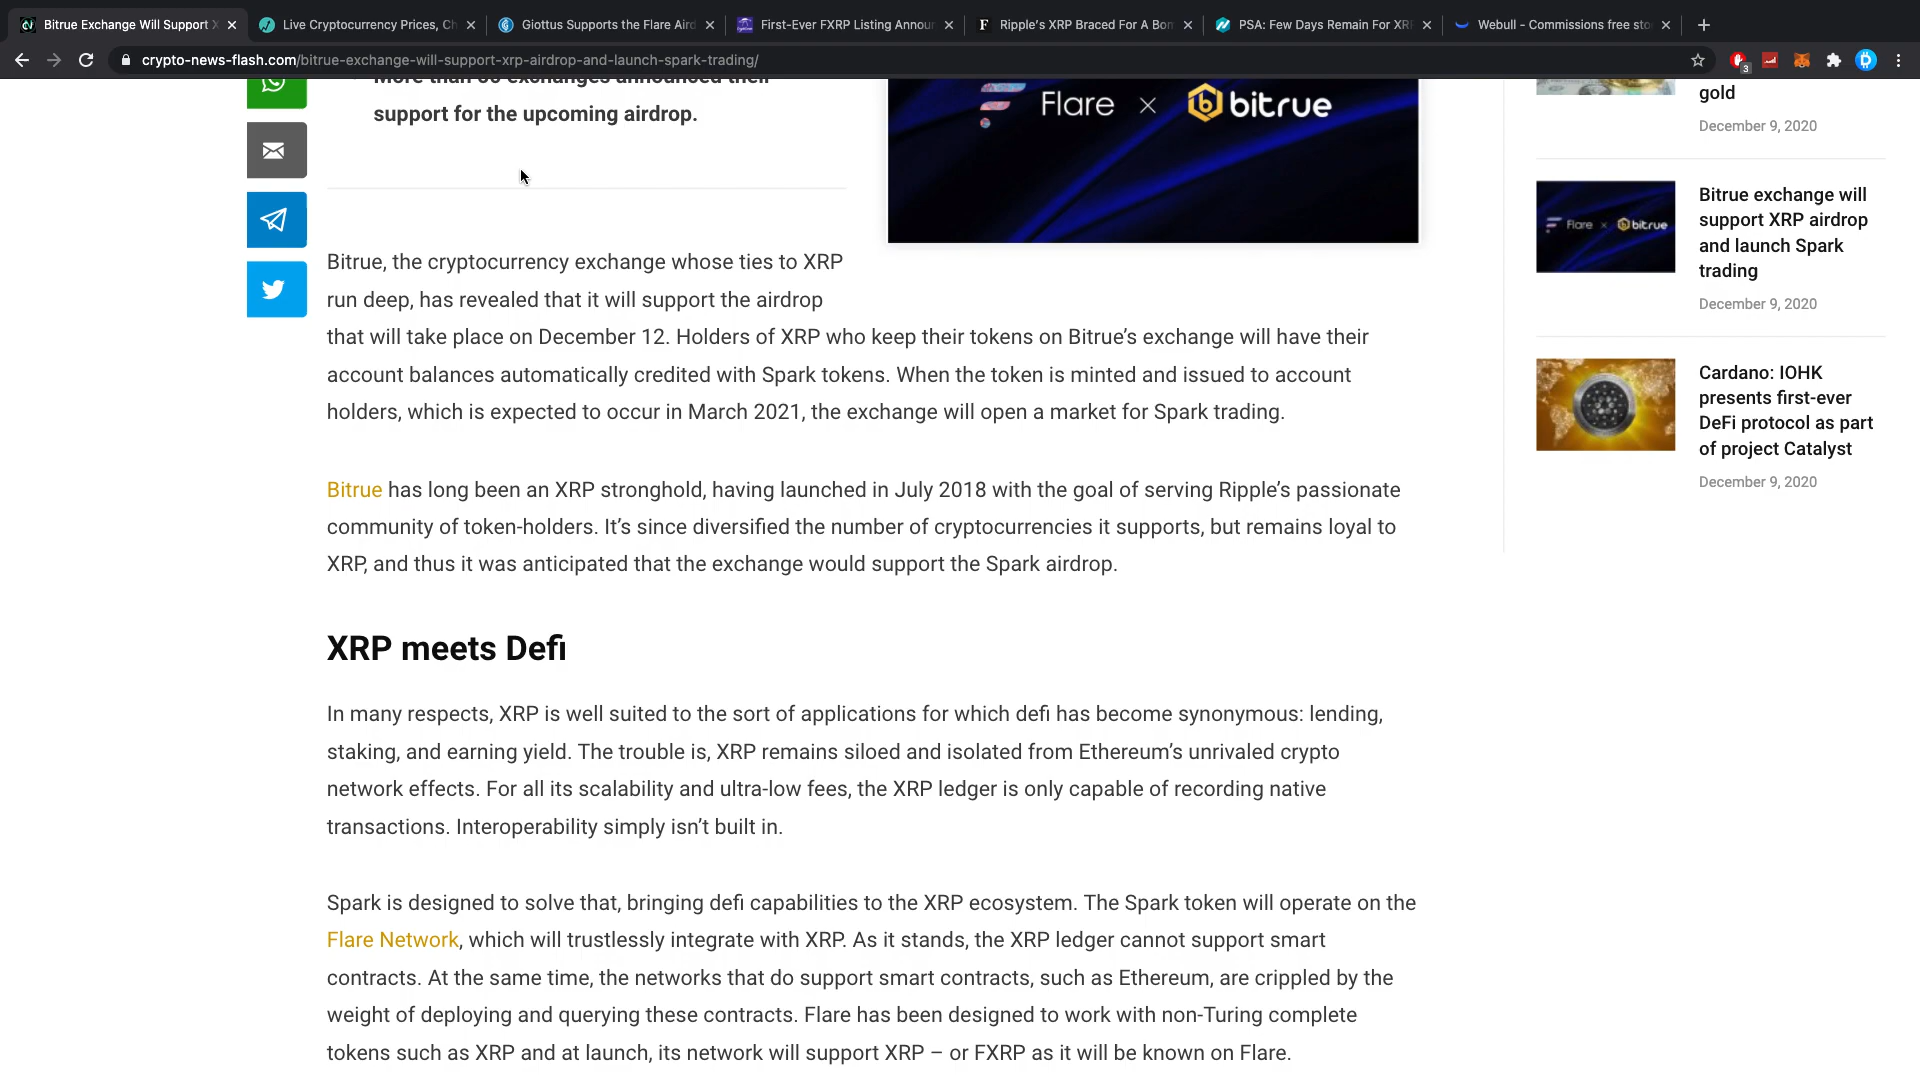 Bitrue Exchange Will Support X
Live Cryptocurrency Prices, Ch
Giottus Supports the Flare Aird
First-Ever FXRP Listing Announ
Ripple's XRP Braced For A Bon
PSA: Few Days Remain For XRF
Webull - Commissions free sto
crypto-news-flash.com/bitrue-exchange-will-support-xrp-airdrop-and-launch-spark-trading/
3
More than 60 exchanges announced their
support for the upcoming airdrop.
Flare × bitrue
Bitrue, the cryptocurrency exchange whose ties to XRP
run deep, has revealed that it will support the airdrop
that will take place on December 12. Holders of XRP who keep their tokens on Bitrue’s exchange will have their
account balances automatically credited with Spark tokens. When the token is minted and issued to account
holders, which is expected to occur in March 2021, the exchange will open a market for Spark trading.
Bitrue has long been an XRP stronghold, having launched in July 2018 with the goal of serving Ripple’s passionate
community of token-holders. It’s since diversified the number of cryptocurrencies it supports, but remains loyal to
XRP, and thus it was anticipated that the exchange would support the Spark airdrop.
XRP meets Defi
In many respects, XRP is well suited to the sort of applications for which defi has become synonymous: lending,
staking, and earning yield. The trouble is, XRP remains siloed and isolated from Ethereum’s unrivaled crypto
network effects. For all its scalability and ultra-low fees, the XRP ledger is only capable of recording native
transactions. Interoperability simply isn’t built in.
Spark is designed to solve that, bringing defi capabilities to the XRP ecosystem. The Spark token will operate on the
Flare Network, which will trustlessly integrate with XRP. As it stands, the XRP ledger cannot support smart
contracts. At the same time, the networks that do support smart contracts, such as Ethereum, are crippled by the
weight of deploying and querying these contracts. Flare has been designed to work with non-Turing complete
tokens such as XRP and at launch, its network will support XRP – or FXRP as it will be known on Flare.
gold
December 9, 2020
Flare × bitrue
Bitrue exchange will
support XRP airdrop
and launch Spark
trading
December 9, 2020
Cardano: IOHK
presents first-ever
DeFi protocol as part
of project Catalyst
December 9, 2020